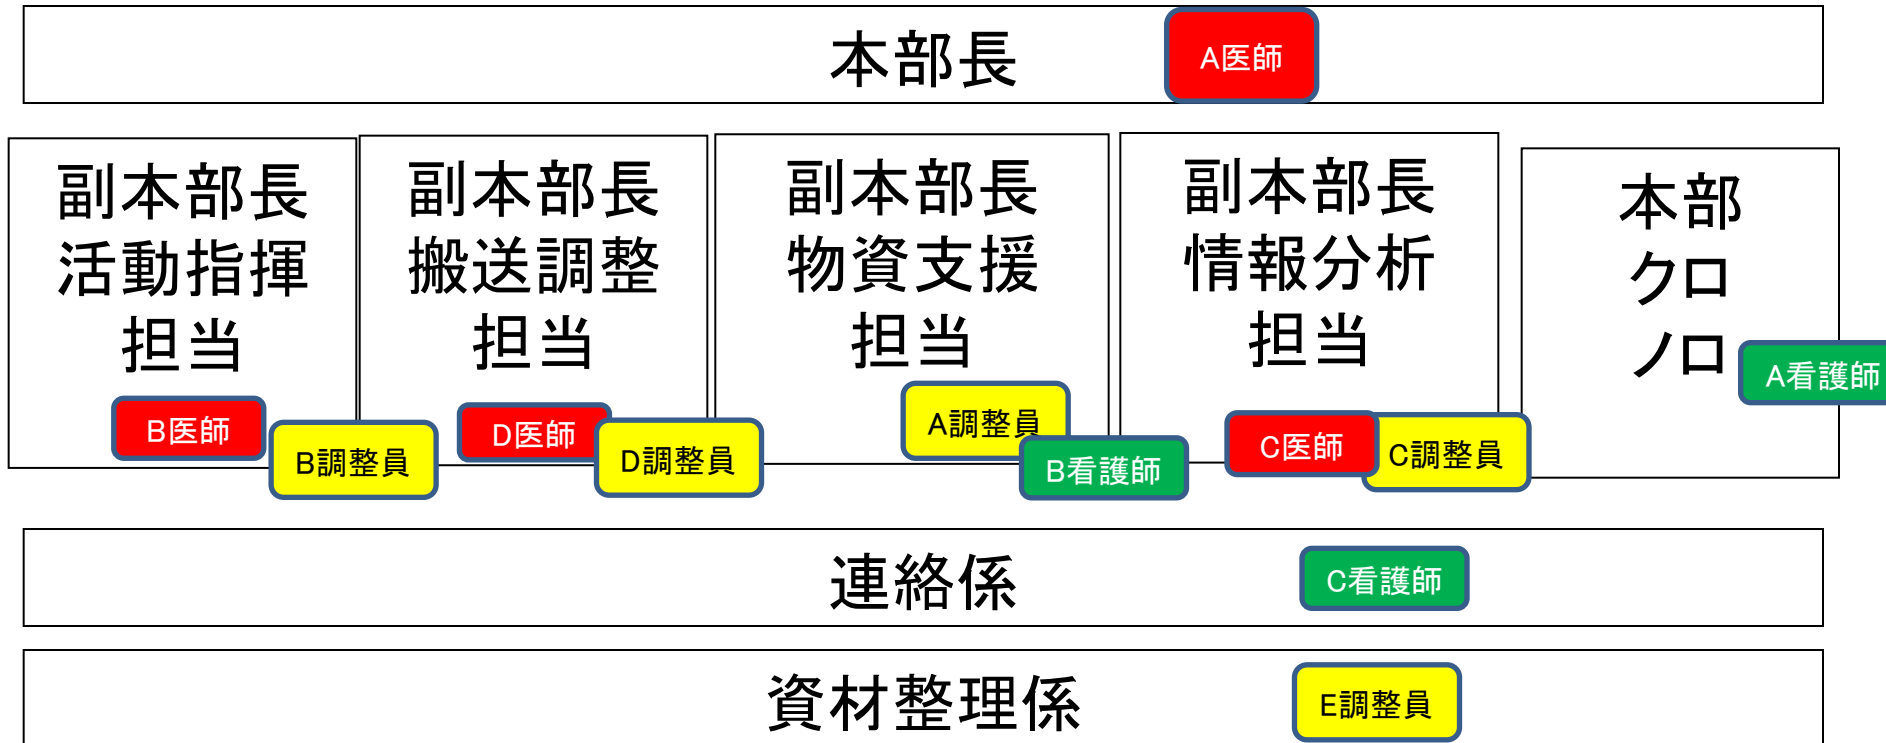 本部長
A医師
副本部長
活動指揮
担当
B医師
B調整員
副本部長
搬送調整
担当
D医師
D調整員
副本部長
物資支援
担当
A調整員
B看護師
副本部長
情報分析
担当
C医師
C調整員
本部
クロ
ノロ
A看護師
連絡係
C看護師
資材整理係
E調整員